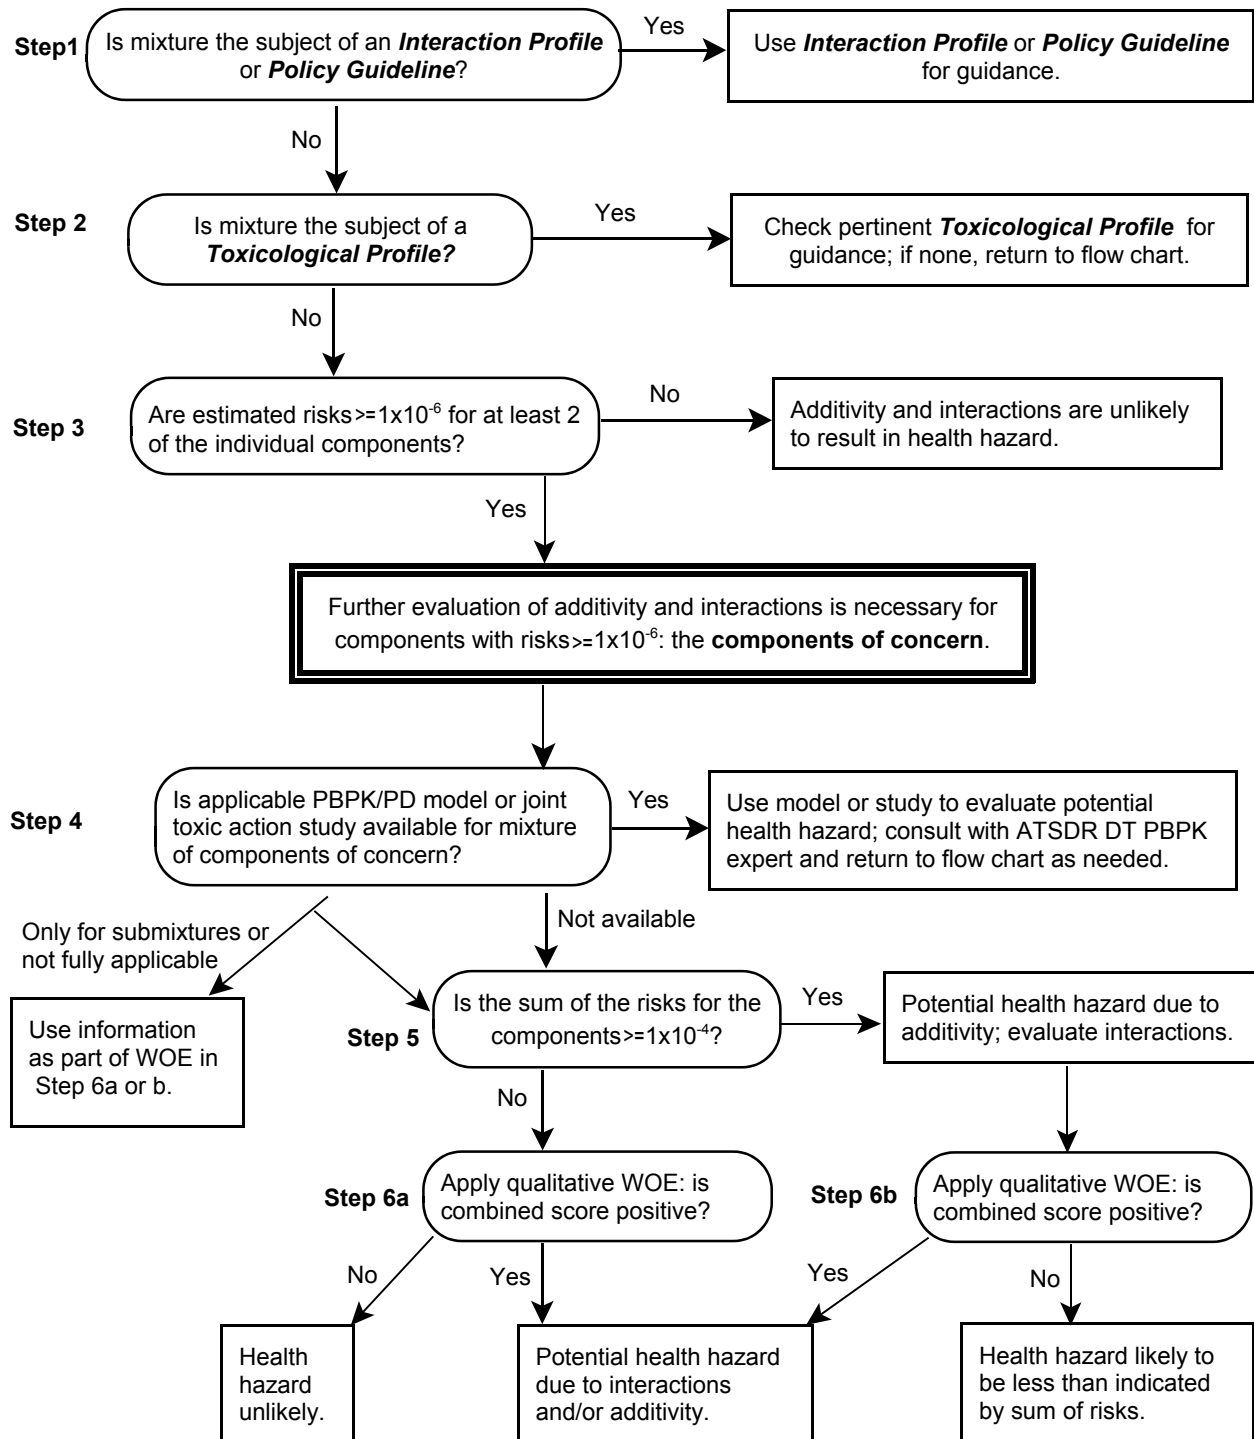 Step1
Is mixture the subject of an Interaction Profile
or Policy Guideline?
Yes
Use Interaction Profile or Policy Guideline
for guidance.
No
Step 2
Is mixture the subject of a
Toxicological Profile?
Yes
Check pertinent Toxicological Profile for
guidance; if none, return to flow chart.
No
Step 3
Are estimated risks>=1x10⁻⁶ for at least 2
of the individual components?
No
Additivity and interactions are unlikely
to result in health hazard.
Yes
Further evaluation of additivity and interactions is necessary for
components with risks>=1x10⁻⁶: the components of concern.
Step 4
Is applicable PBPK/PD model or joint
toxic action study available for mixture
of components of concern?
Yes
Use model or study to evaluate potential
health hazard; consult with ATSDR DT PBPK
expert and return to flow chart as needed.
Only for submixtures or
not fully applicable
Not available
Use information
as part of WOE in
Step 6a or b.
Step 5
Is the sum of the risks for the
components>=1x10⁻⁴?
Yes
Potential health hazard due to
additivity; evaluate interactions.
No
Step 6a
Apply qualitative WOE: is
combined score positive?
Step 6b
Apply qualitative WOE: is
combined score positive?
No
Yes
Yes
No
Health
hazard
unlikely.
Potential health hazard
due to interactions
and/or additivity.
Health hazard likely to
be less than indicated
by sum of risks.